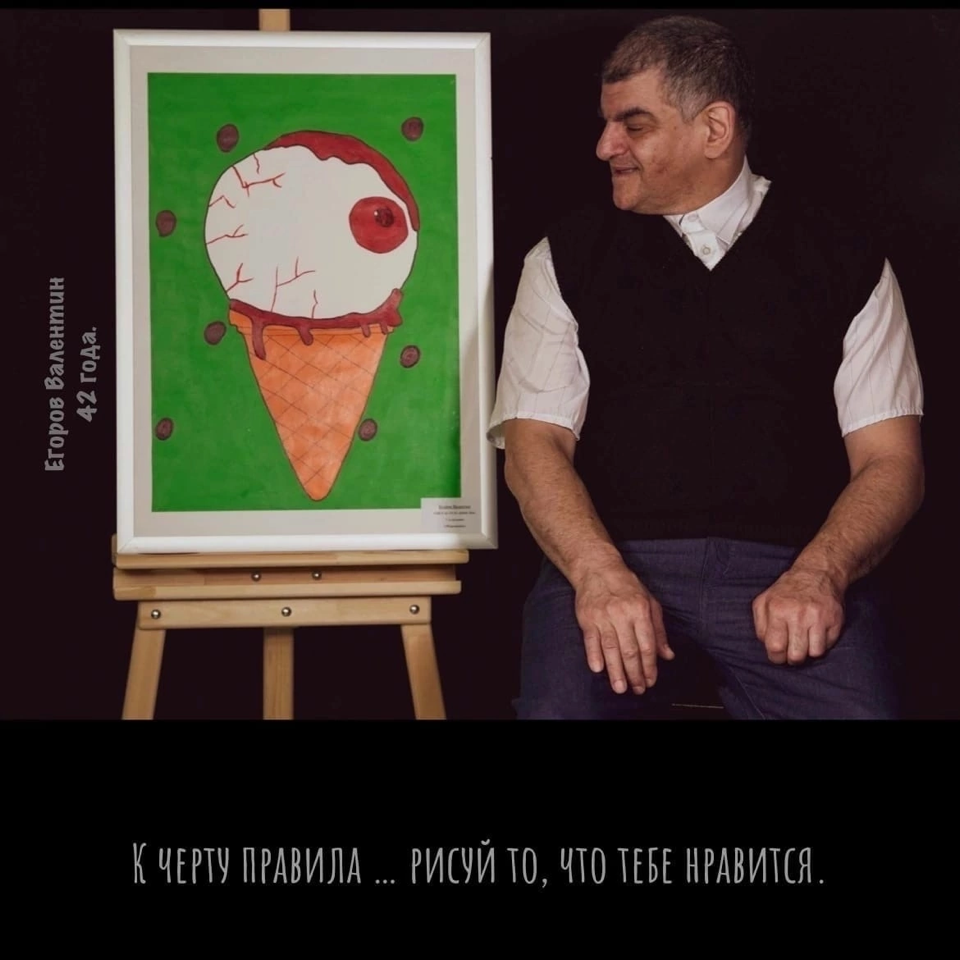 Егоров Валентин
42 года.
К черту правила ... рисуй то, что тебе нравится.